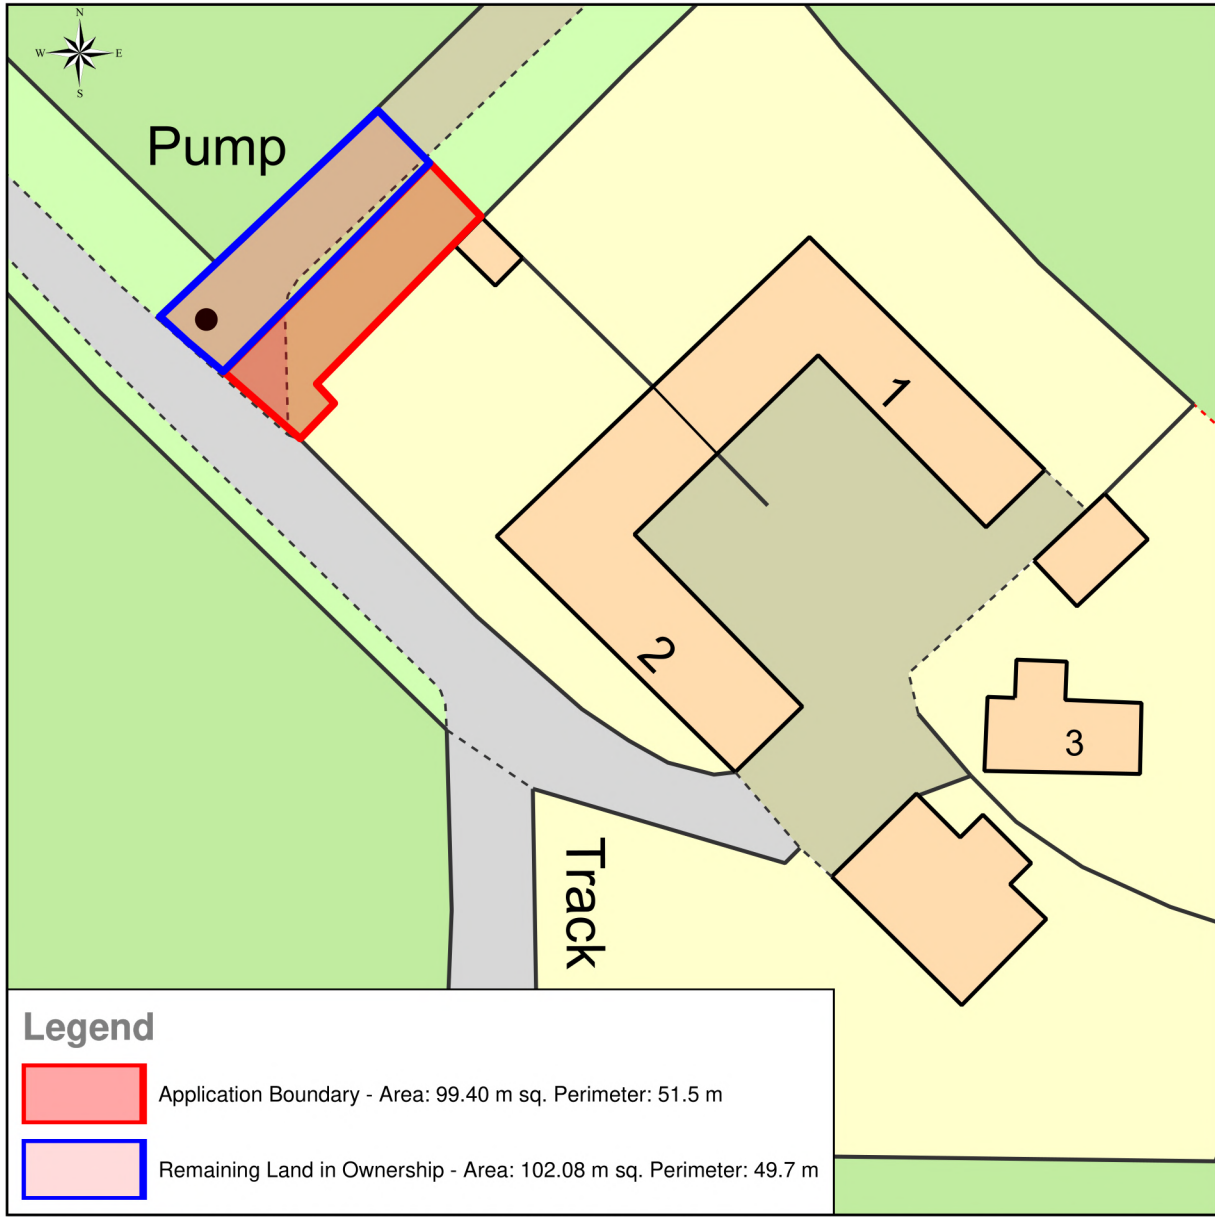 N
W E
S
Pump
1
2
3
Track
Legend
Application Boundary - Area: 99.40 m sq. Perimeter: 51.5 m
Remaining Land in Ownership - Area: 102.08 m sq. Perimeter: 49.7 m